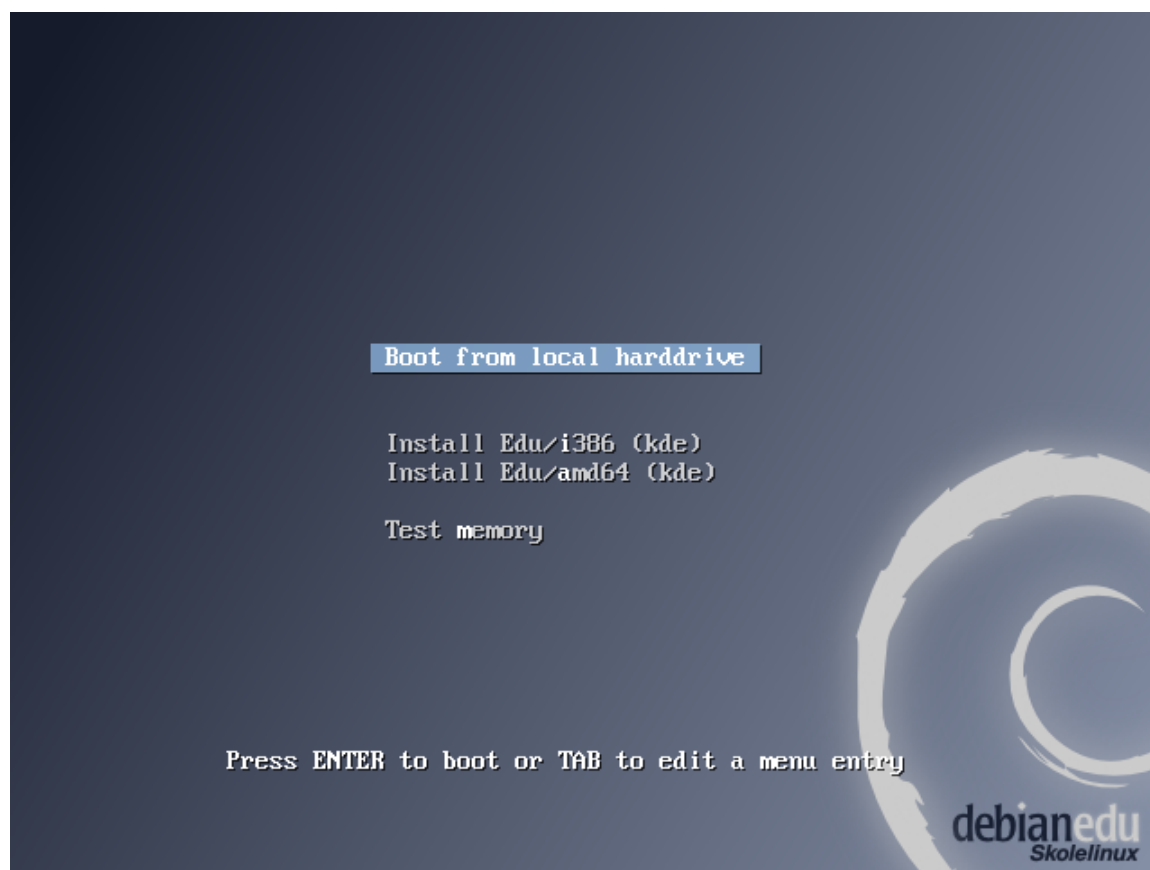 Boot from local harddrive
Install Edu/i386 (kde)
Install Edu/amd64 (kde)
Test memory
Press ENTER to boot or TAB to edit a menu entry
debianedu
Skolelinux